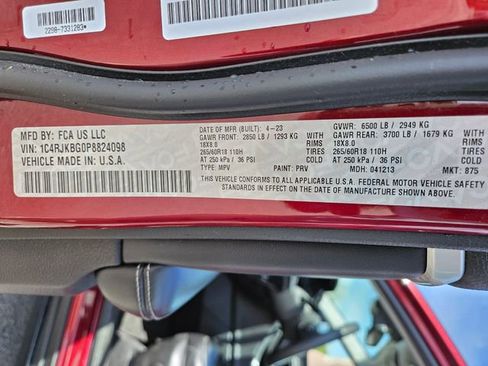 2298-7331283*
MFD BY: FCA US LLC
VIN: 1C4RJKBG0P8824098
VEHICLE MADE IN: U.S.A.
DATE OF MFR (BUILT): 4-23
GAWR FRONT: 2850 LB / 1293 KG
18X8.0
265/60R18 110H
AT 250 kPa / 36 PSI
TYPE: MPV
PAINT: PRV
GVWR: 6500 LB / 2949 KG
GAWR REAR: 3700 LB / 1679 KG
RIMS 18X8.0 RIMS
TIRES 265/60R18 110H TIRES
COLD AT 250 kPa / 36 PSI COLD
MDH: 041213
MKT: 875
THIS VEHICLE CONFORMS TO ALL APPLICABLE U.S.A. FEDERAL MOTOR VEHICLE SAFETY
STANDARDS IN EFFECT ON THE DATE OF MANUFACTURE SHOWN ABOVE.